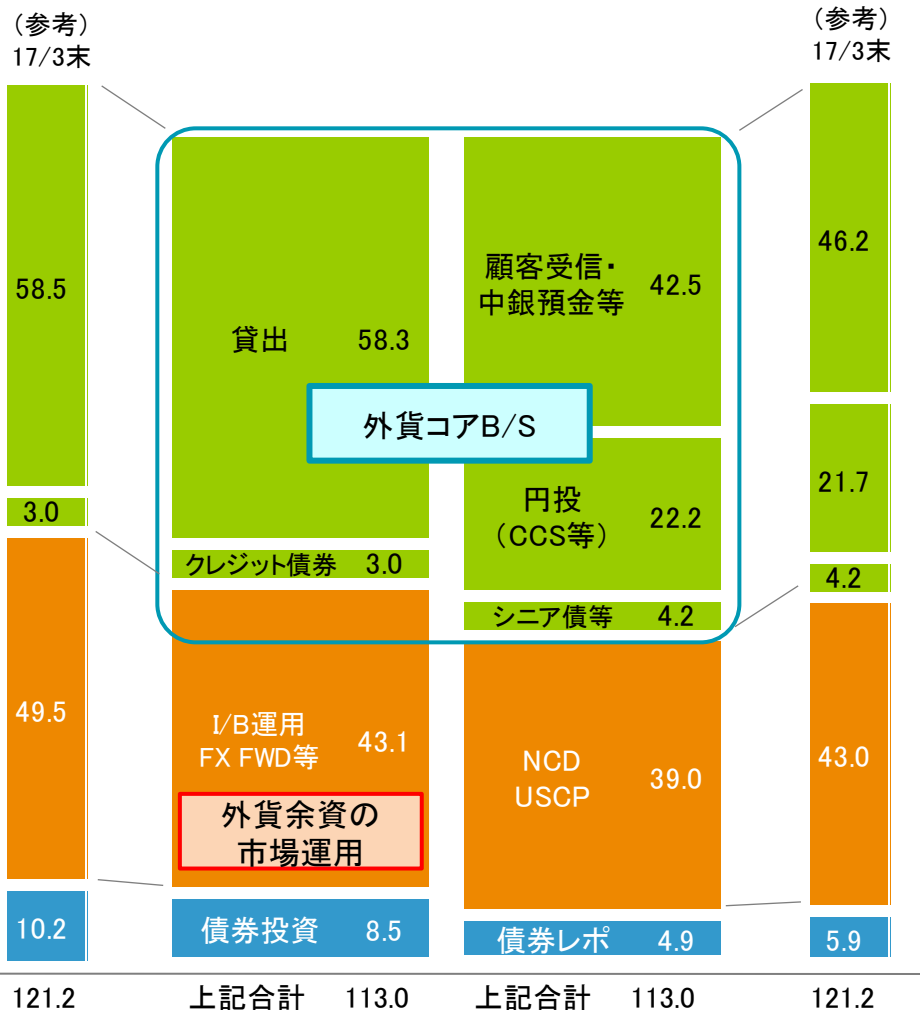 （参考）
17/3末
58.5
3.0
49.5
10.2
121.2
貸出 58.3
クレジット債券 3.0
I/B運用
FX FWD等 43.1
外貨余資の
市場運用
債券投資 8.5
上記合計 113.0
外貨コアB/S
顧客受信・
中銀預金等 42.5
円投
（CCS等） 22.2
シニア債等 4.2
NCD
USCP 39.0
債券レポ 4.9
上記合計 113.0
（参考）
17/3末
46.2
21.7
4.2
43.0
5.9
121.2